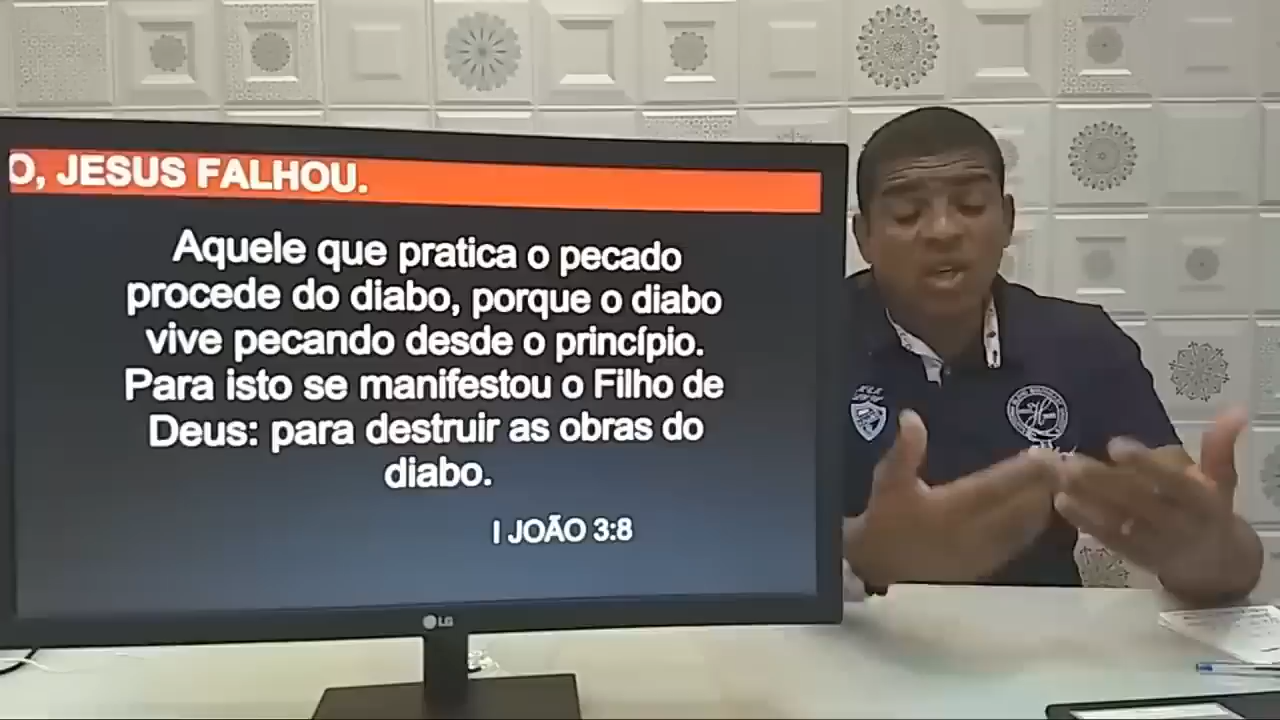 O, JESUS FALHOU.
Aquele que pratica o pecado
procede do diabo, porque o diabo
vive pecando desde o princípio.
Para isto se manifestou o Filho de
Deus: para destruir as obras do
diabo.
I JOÃO 3:8
LG